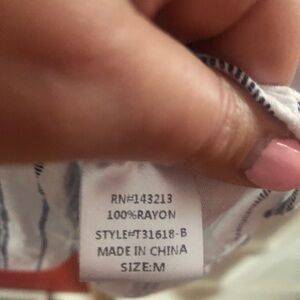 RN#143213
100%RAYON
STYLE#T31618-B
MADE IN CHINA
SIZE:M